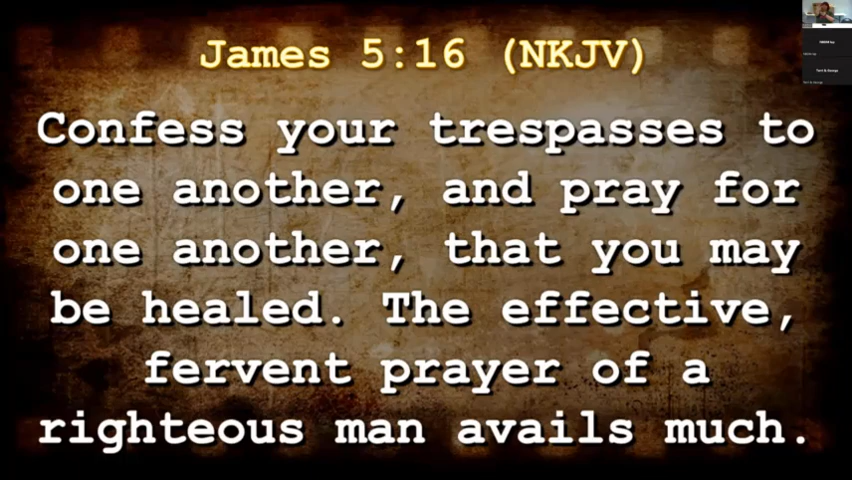 James 5:16 (NKJV)
Confess your trespasses to
one another, and pray for
one another, that you may
be healed. The effective,
fervent prayer of a
righteous man avails much.